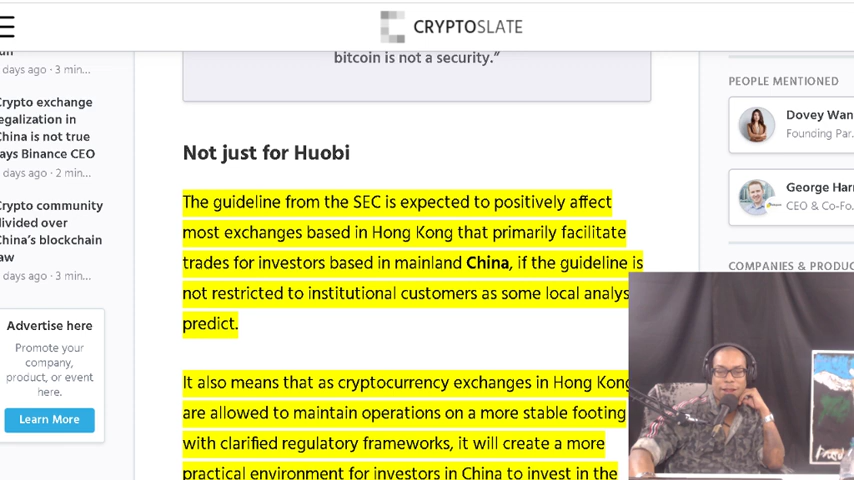 CRYPTOSLATE
days ago · 3 min...
Crypto exchange
legalization in
China is not true
says Binance CEO
days ago · 2 min...
Crypto community
divided over
China's blockchain
law
days ago · 3 min...
Advertise here
Promote your
company,
product, or event
here.
Learn More
bitcoin is not a security.”
Not just for Huobi
The guideline from the SEC is expected to positively affect
most exchanges based in Hong Kong that primarily facilitate
trades for investors based in mainland China, if the guideline is
not restricted to institutional customers as some local analys
predict.
It also means that as cryptocurrency exchanges in Hong Kong
are allowed to maintain operations on a more stable footing
with clarified regulatory frameworks, it will create a more
practical environment for investors in China to invest in the
PEOPLE MENTIONED
Dovey Wan
Founding Par...
George Harr
CEO & Co-Fo...
COMPANIES & PRODUC